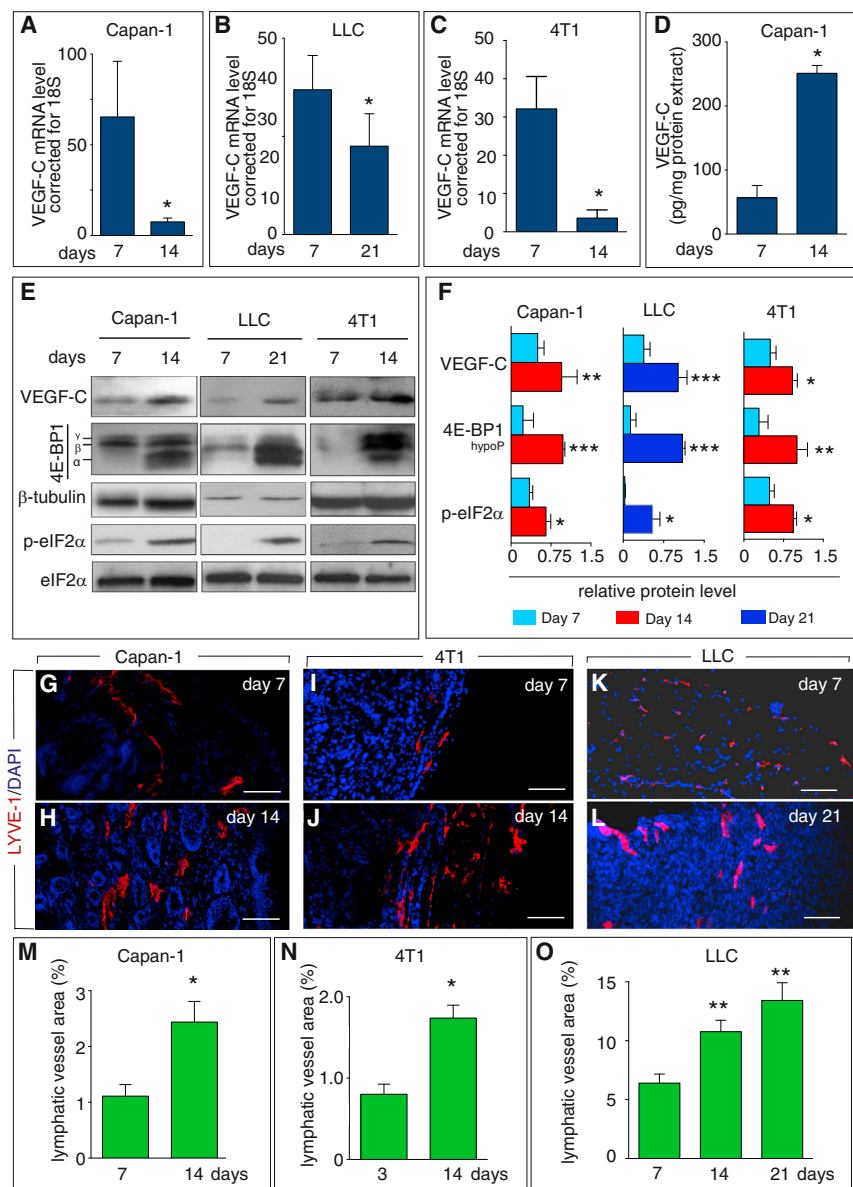 A
Capan-1
VEGF-C mRNA level
corrected for 18S
100
50
0
days
7
14
*
B
LLC
VEGF-C mRNA level
corrected for 18S
50
40
30
20
10
0
7
21
*
C
4T1
VEGF-C mRNA level
corrected for 18S
50
40
30
20
10
0
days
7
14
*
D
Capan-1
VEGF-C
(pg/mg protein extract)
300
200
100
0
days
7
14
*
E
Capan-1
LLC
4T1
days
7
14
7
21
7
14
VEGF-C
4E-BP1
γ
β
α
β-tubulin
p-eIF2α
eIF2α
F
Capan-1
LLC
4T1
VEGF-C
**
***
*
4E-BP1
hypoP
***
***
**
p-eIF2α
*
*
*
0
0.75
1.5
0
0.75
1.5
0
0.75
1.5
relative protein level
Day 7
Day 14
Day 21
LYVE-1/DAPI
Capan-1
4T1
LLC
G
day 7
I
day 7
K
day 7
H
day 14
J
day 14
L
day 21
M
Capan-1
lymphatic vessel area (%)
3
2
1
0
*
7
14
days
N
4T1
lymphatic vessel area (%)
2.0
1.0
0
*
3
14
days
O
LLC
lymphatic vessel area (%)
15
10
5
0
**
**
7
14
21
days